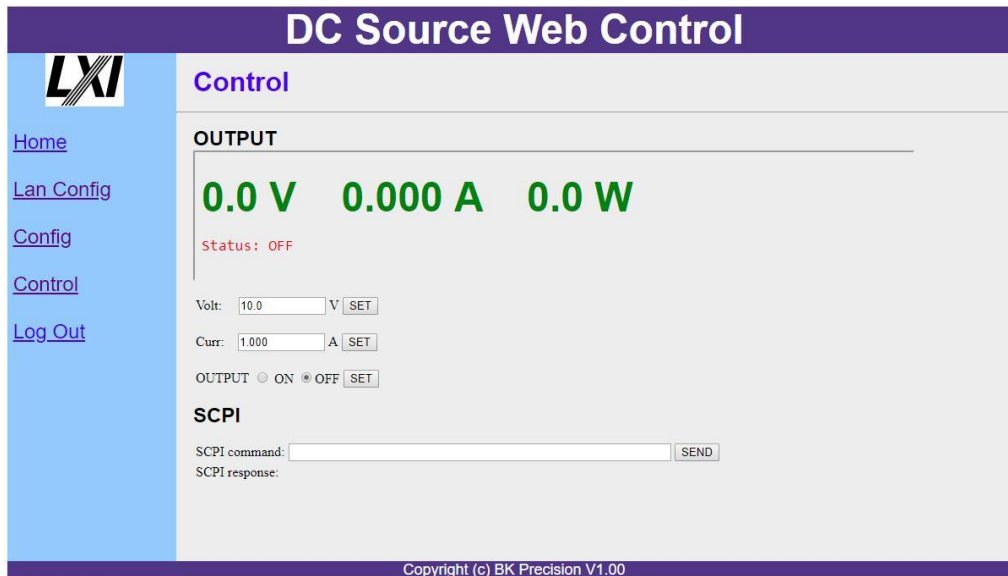 DC Source Web Control
LXI
Control
Home
Lan Config
Config
Control
Log Out
OUTPUT
0.0 V 0.000 A 0.0 W
Status: OFF
Volt: 10.0 V SET
Curr: 1.000 A SET
OUTPUT ON OFF SET
SCPI
SCPI command: SEND
SCPI response:
Copyright (c) BK Precision V1.00